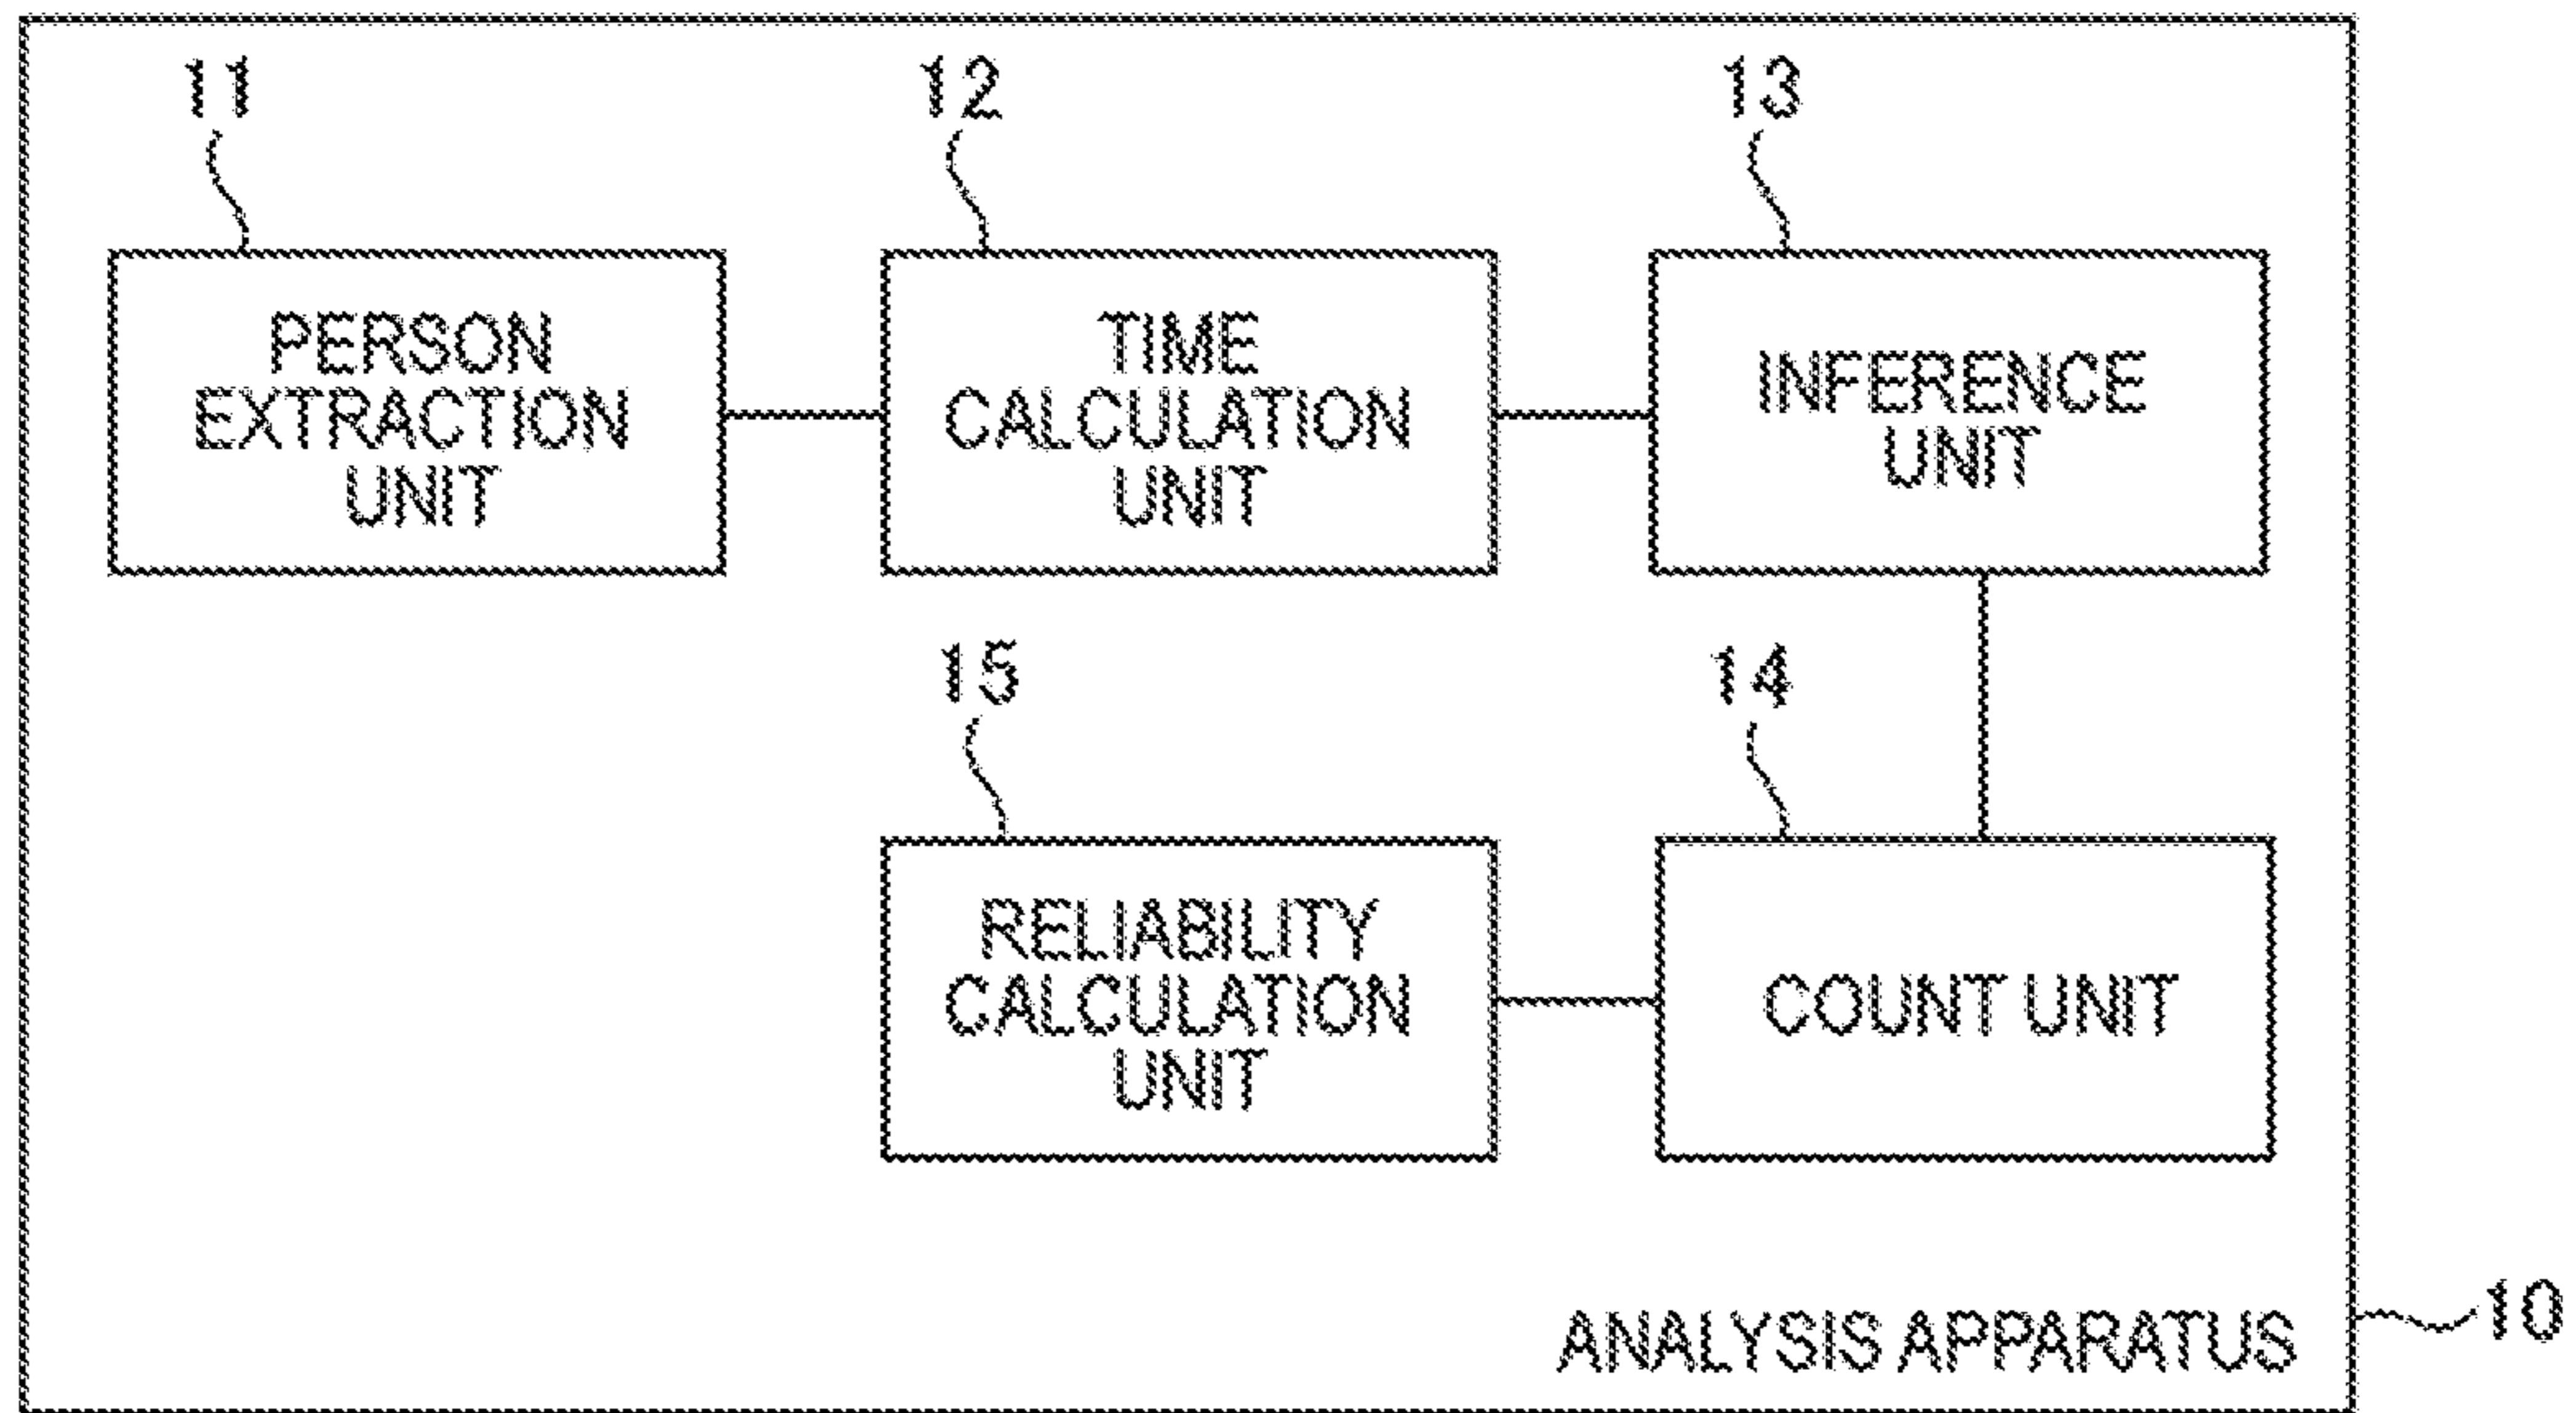 11
12
13
PERSON
EXTRACTION
UNIT
TIME
CALCULATION
UNIT
INFERENCE
UNIT
15
14
RELIABILITY
CALCULATION
UNIT
COUNT UNIT
ANALYSIS APPARATUS
10